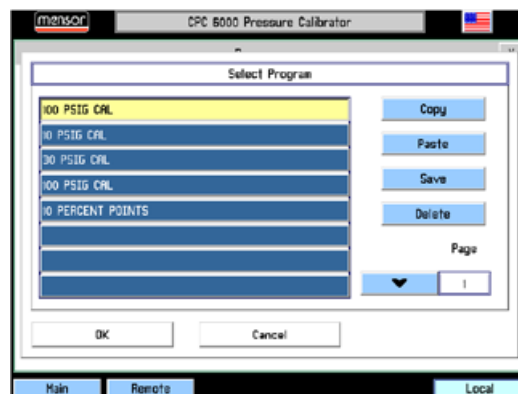 mensor CPC 6000 Pressure Calibrator
Select Program
100 PSIG CAL
10 PSIG CAL
30 PSIG CAL
100 PSIG CAL
10 PERCENT POINTS
Copy
Paste
Save
Delete
Page
1
OK Cancel
Main Remote Local